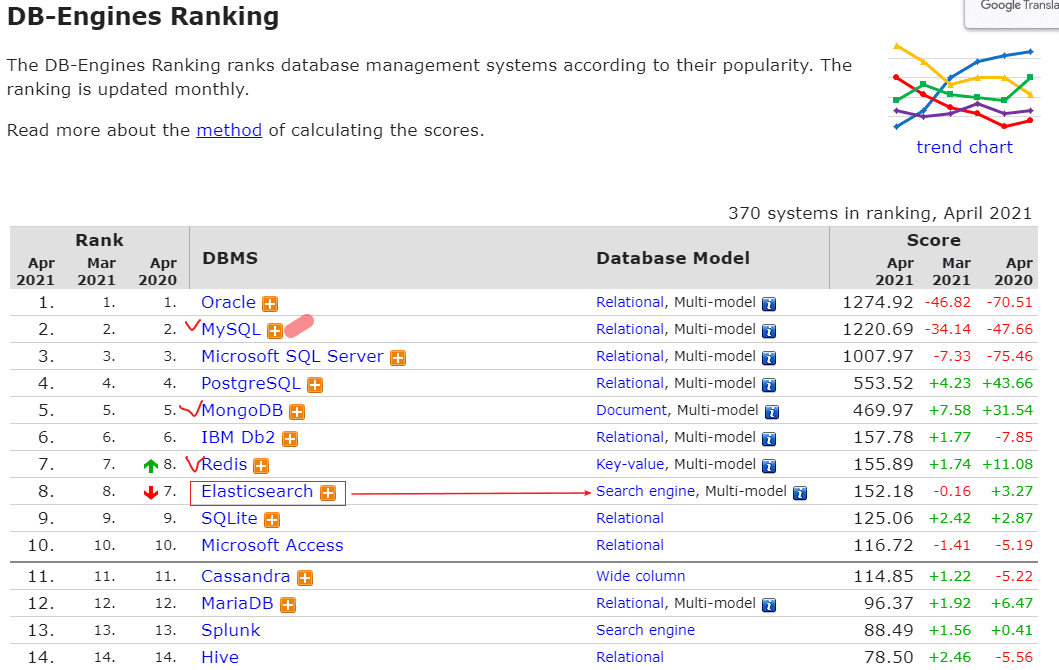 DB-Engines Ranking
Google Transla
The DB-Engines Ranking ranks database management systems according to their popularity. The
ranking is updated monthly.
Read more about the method of calculating the scores.
trend chart
370 systems in ranking, April 2021
Rank DBMS Database Model Score
Apr 2021 Mar 2021 Apr 2020 Apr 2021 Mar 2021 Apr 2020
1. 1. 1. Oracle Relational, Multi-model i 1274.92 -46.82 -70.51
2. 2. 2. MySQL Relational, Multi-model i 1220.69 -34.14 -47.66
3. 3. 3. Microsoft SQL Server Relational, Multi-model i 1007.97 -7.33 -75.46
4. 4. 4. PostgreSQL Relational, Multi-model i 553.52 +4.23 +43.66
5. 5. 5. MongoDB Document, Multi-model i 469.97 +7.58 +31.54
6. 6. 6. IBM Db2 Relational, Multi-model i 157.78 +1.77 -7.85
7. 7. 8. Redis Key-value, Multi-model i 155.89 +1.74 +11.08
8. 8. 7. Elasticsearch Search engine, Multi-model i 152.18 -0.16 +3.27
9. 9. 9. SQLite Relational 125.06 +2.42 +2.87
10. 10. 10. Microsoft Access Relational 116.72 -1.41 -5.19
11. 11. 11. Cassandra Wide column 114.85 +1.22 -5.22
12. 12. 12. MariaDB Relational, Multi-model i 96.37 +1.92 +6.47
13. 13. 13. Splunk Search engine 88.49 +1.56 +0.41
14. 14. 14. Hive Relational 78.50 +2.46 -5.56